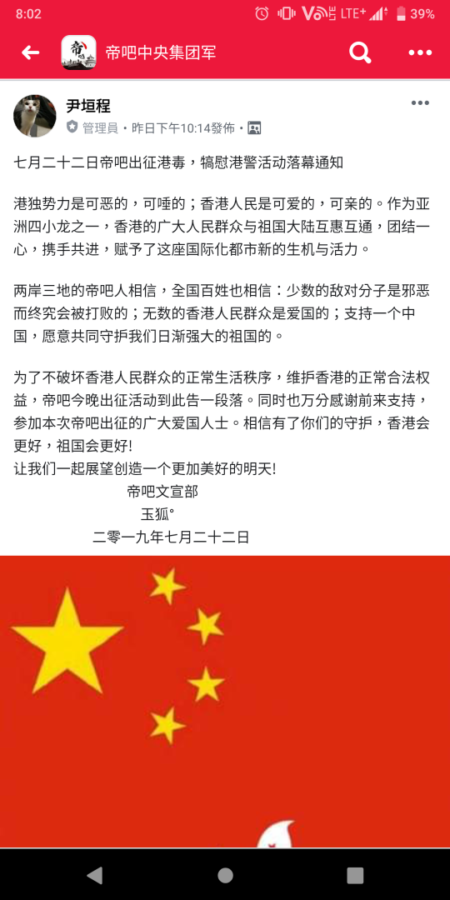 8:02
LTE+
39%
帝吧中央集团军
尹垣程
管理員・昨日下午10:14發佈・
七月二十二日帝吧出征港毒，犒慰港警活动落幕通知
港独势力是可恶的，可唾的；香港人民是可爱的，可亲的。作为亚
洲四小龙之一，香港的广大人民群众与祖国大陆互惠互通，团结一
心，携手共进，赋予了这座国际化都市新的生机与活力。
两岸三地的帝吧人相信，全国百姓也相信：少数的敌对分子是邪恶
而终究会被打败的；无数的香港人民群众是爱国的；支持一个中
国，愿意共同守护我们日渐强大的祖国的。
为了不破坏香港人民群众的正常生活秩序，维护香港的正常合法权
益，帝吧今晚出征活动到此告一段落。同时也万分感谢前来支持，
参加本次帝吧出征的广大爱国人士。相信有了你们的守护，香港会
更好，祖国会更好!
让我们一起展望创造一个更加美好的明天!
帝吧文宣部
玉狐°
二零一九年七月二十二日